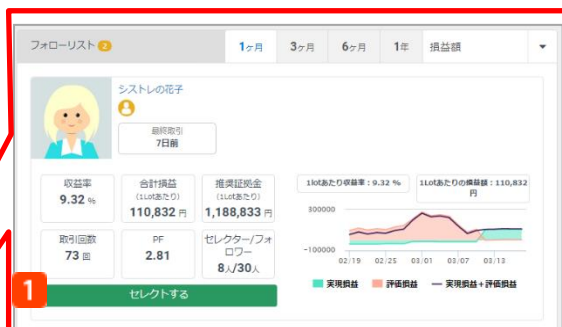 フォローリスト 2
1ヶ月 3ヶ月 6ヶ月 1年 損益額
システレの花子
最終取引
7日前
収益率
9.32 %
合計損益
(1Lotあたり)
110,832 円
推奨証拠金
(1Lotあたり)
1,188,833 円
取引回数
73 回
PF
2.81
セレクター/フォ
ロワー
8人/30人
1
セレクトする
1lotあたり収益率:9.32 %
1Lotあたりの損益額:110,832
円
300000
-100000
02/19 02/25 03/01 03/07 03/13
実現損益 評価損益 実現損益+評価損益